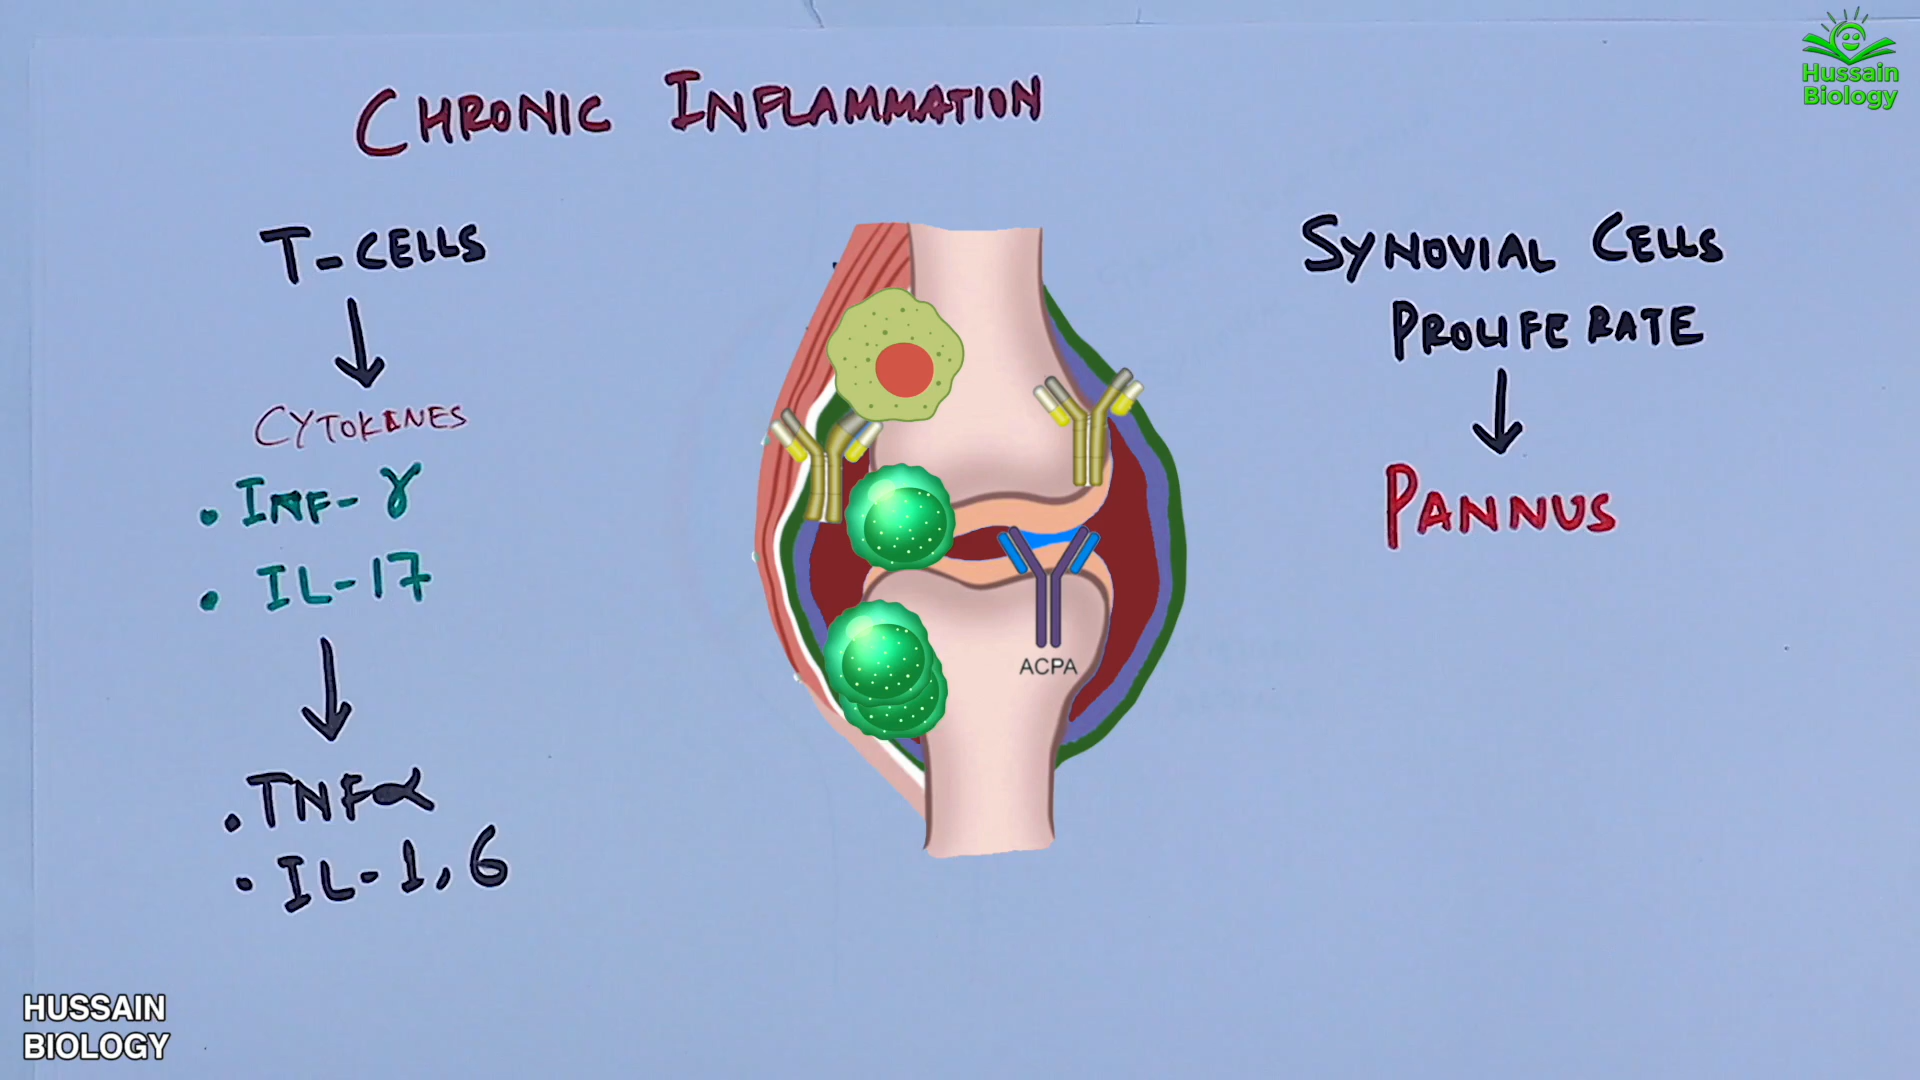 CHRONIC INFLAMMATION
T-CELLS
CYTOKINES
• INF-γ
• IL-17
• TNFα
• IL-1,6
ACPA
SYNOVIAL CELLS
PROLIFERATE
PANNUS
Hussain
Biology
HUSSAIN
BIOLOGY